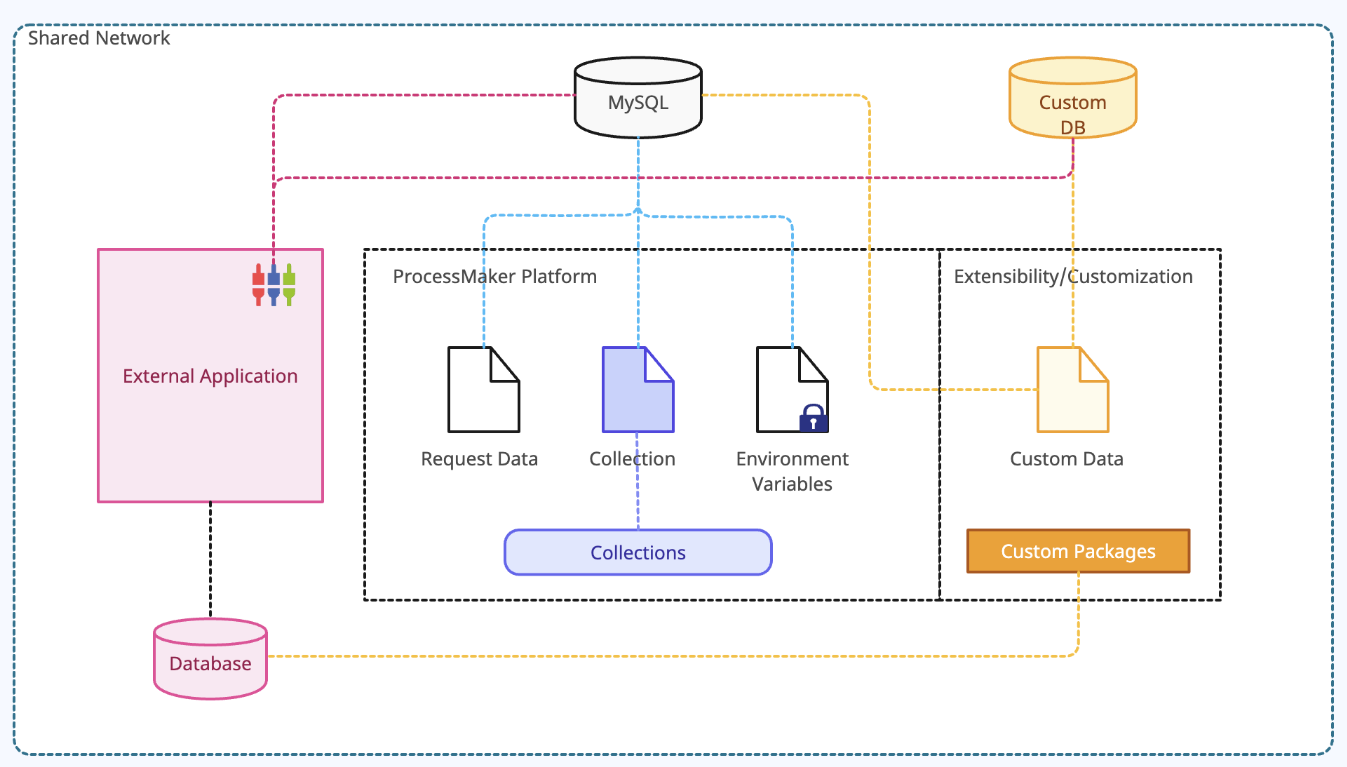 Shared Network
MySQL
Custom
DB
ProcessMaker Platform
Extensibility/Customization
External Application
Request Data
Collection
Environment
Variables
Custom Data
Collections
Custom Packages
Database